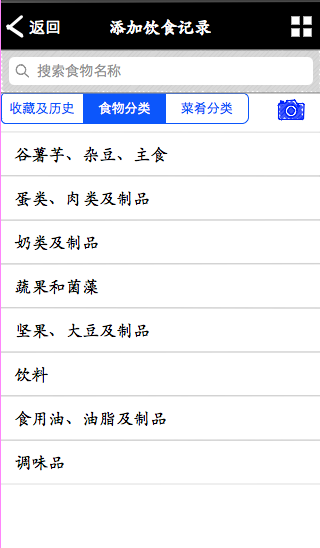 返回 添加饮食记录
搜索食物名称
收藏及历史 食物分类 菜肴分类
谷薯芋、杂豆、主食
蛋类、肉类及制品
奶类及制品
蔬果和菌藻
坚果、大豆及制品
饮料
食用油、油脂及制品
调味品